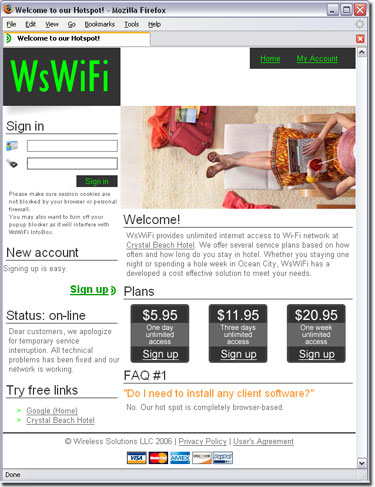 Welcome to our Hotspot! - Mozilla Firefox
File Edit View Go Bookmarks Tools Help
Welcome to our Hotspot!
WsWiFi
Home My Account
Sign in
Sign in
Please make sure session cookies are
not blocked by your browser or personal
firewall.
You may also want to turn off your
popup blocker as it will interfere with
WsWiFi InfoBox.
New account
Signing up is easy.
Sign up
Status: on-line
Dear customers, we apologize
for temporary service
interruption. All technical
problems has been fixed and our
network is working.
Try free links
> Google (Home)
> Crystal Beach Hotel
Welcome!
WsWiFi provides unlimited internet access to Wi-Fi network at
Crystal Beach Hotel. We offer several service plans based on how
often and how long do you stay in hotel. Whether you staying one
night or spending a hole week in Ocean City, WsWiFi has a
developed a cost effective solution to meet your needs.
Plans
$5.95
One day
unlimited
access
Sign up
$11.95
Three days
unlimited
access
Sign up
$20.95
One week
unlimited
access
Sign up
FAQ #1
"Do I need to install any client software?"
No. Our hot spot is completely browser-based.
© Wireless Solutions LLC 2006 | Privacy Policy | User's Agreement
VISA AMEX DISCOVER PayPal
Done